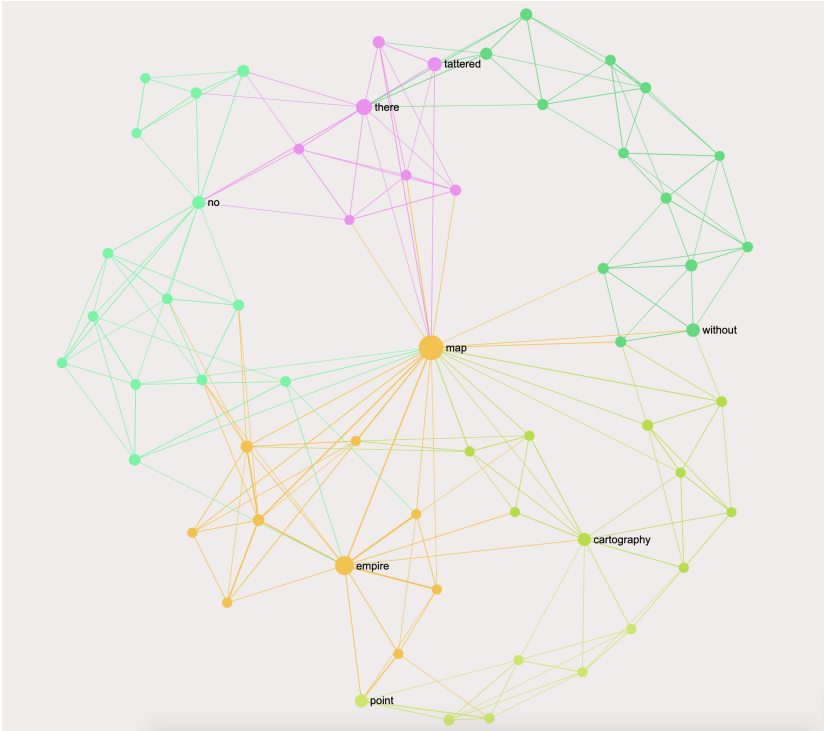 tattered
there
no
without
map
cartography
empire
point